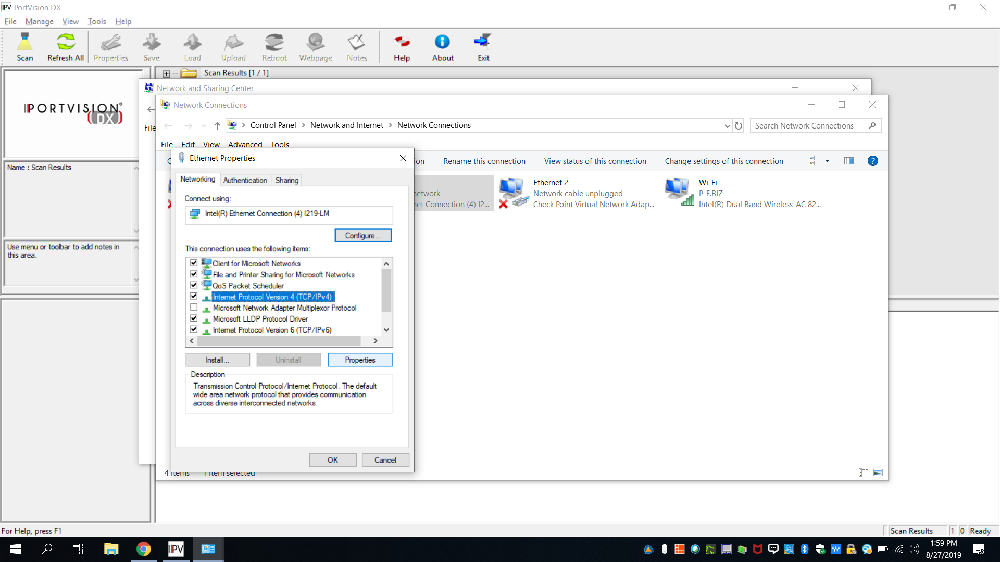 PortVision DX
File Manage View Tools Help
Scan Refresh All Properties Save Load Upload Reboot Webpage Notes Help About Exit
Scan Results [1 / 1]
PORTVISION® DX
Name : Scan Results
Use menu or toolbar to add notes in
this area.
Network and Sharing Center
File
Network Connections
Control Panel > Network and Internet > Network Connections
Search Network Connections
File Edit View Advanced Tools
Rename this connection View status of this connection Change settings of this connection
Ethernet 2
Network cable unplugged
Check Point Virtual Network Adap...
Wi-Fi
P-F.BIZ
Intel(R) Dual Band Wireless-AC 82...
network
Connection (4) I2...
Ethernet Properties
Networking Authentication Sharing
Connect using:
Intel(R) Ethernet Connection (4) I219-LM
Configure...
This connection uses the following items:
Client for Microsoft Networks
File and Printer Sharing for Microsoft Networks
QoS Packet Scheduler
Internet Protocol Version 4 (TCP/IPv4)
Microsoft Network Adapter Multiplexor Protocol
Microsoft LLDP Protocol Driver
Internet Protocol Version 6 (TCP/IPv6)
Install... Uninstall Properties
Description
Transmission Control Protocol/Internet Protocol. The default
wide area network protocol that provides communication
across diverse interconnected networks.
OK Cancel
4 items 1 item selected
For Help, press F1
Scan Results 1 0 Ready
IPV
1:59 PM
8/27/2019